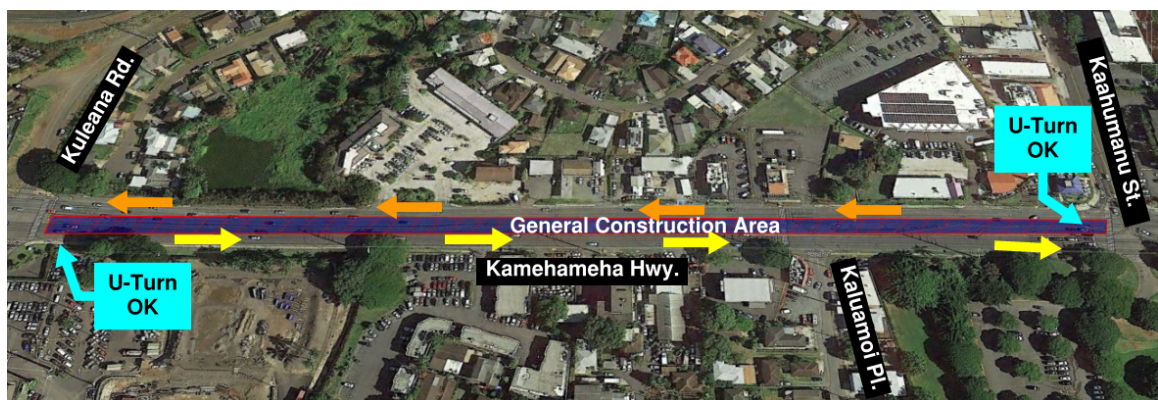 Kuleana Rd.
Kaahumanu St.
U-Turn
OK
General Construction Area
Kamehameha Hwy.
U-Turn
OK
Kaluamoi Pl.